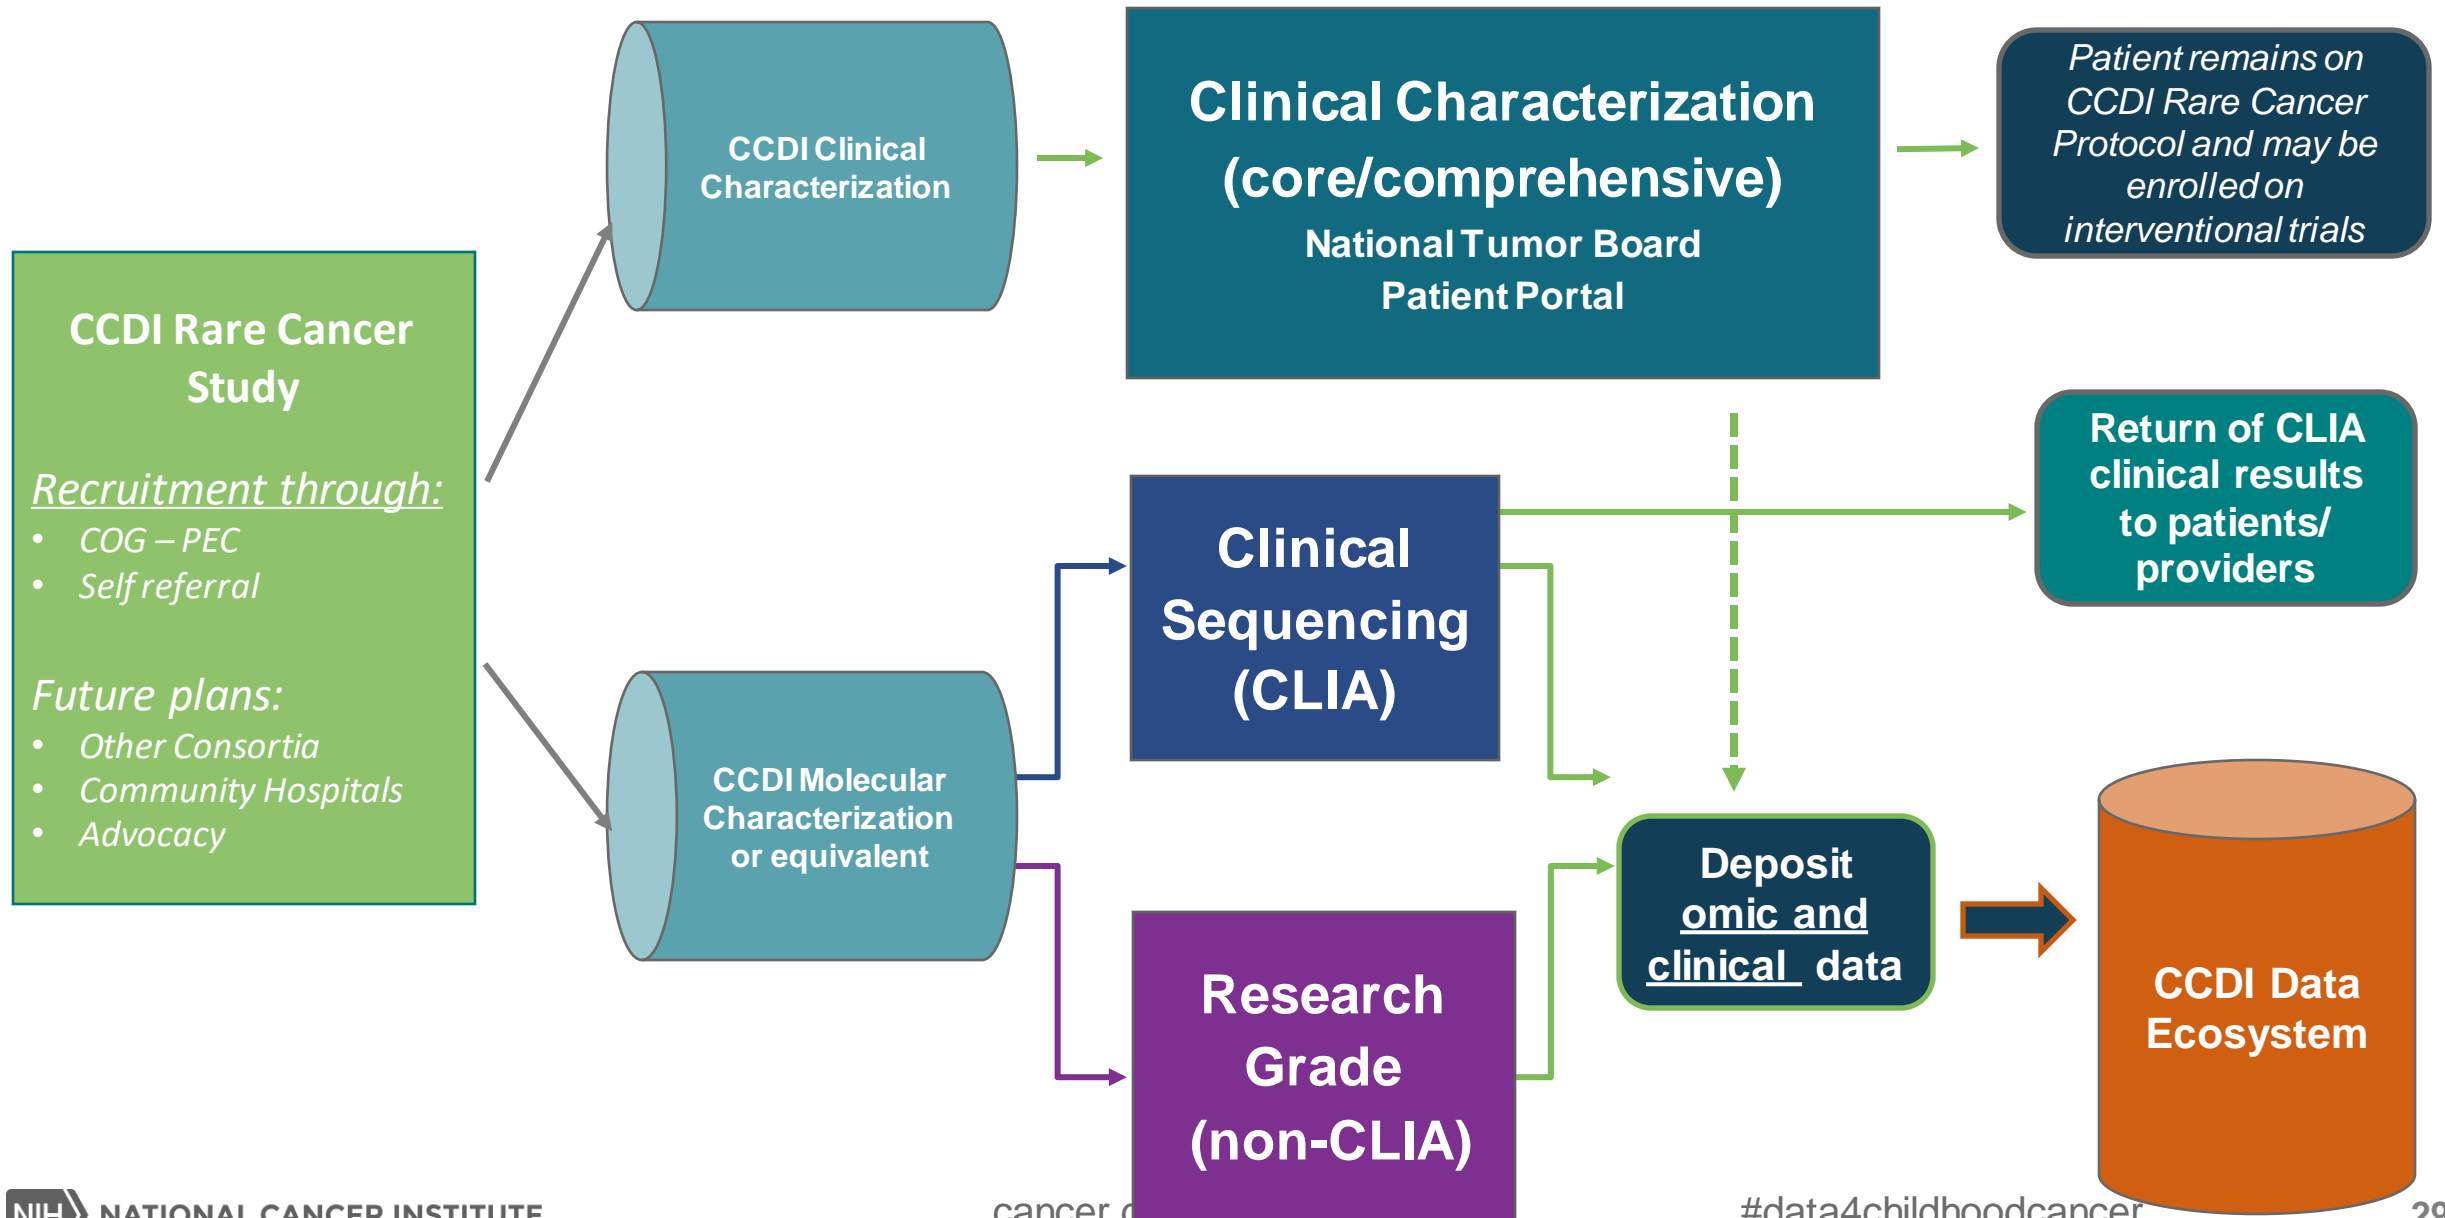 CCDI Rare Cancer
Study
Recruitment through:
• COG – PEC
• Self referral
Future plans:
• Other Consortia
• Community Hospitals
• Advocacy
CCDI Clinical
Characterization
Clinical Characterization
(core/comprehensive)
National Tumor Board
Patient Portal
Patient remains on
CCDI Rare Cancer
Protocol and may be
enrolled on
interventional trials
Return of CLIA
clinical results
to patients/
providers
Clinical
Sequencing
(CLIA)
CCDI Molecular
Characterization
or equivalent
Research
Grade
(non-CLIA)
Deposit
omic and
clinical data
CCDI Data
Ecosystem
NIH NATIONAL CANCER INSTITUTE
cancer
#data4childhoodcancer
29